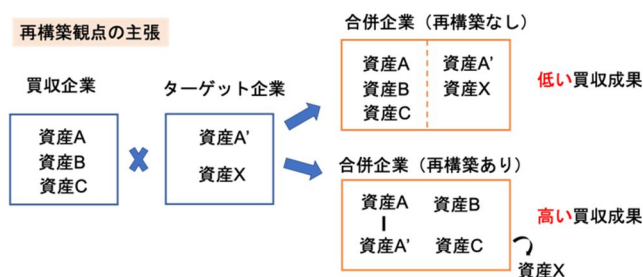 再構築観点の主張
買収企業
資産A
資産B
資産C
ターゲット企業
資産A'
資産X
合併企業（再構築なし）
資産A
資産B
資産C
資産A'
資産X
低い買収成果
合併企業（再構築あり）
資産A
資産B
資産A'
資産C
資産X
高い買収成果